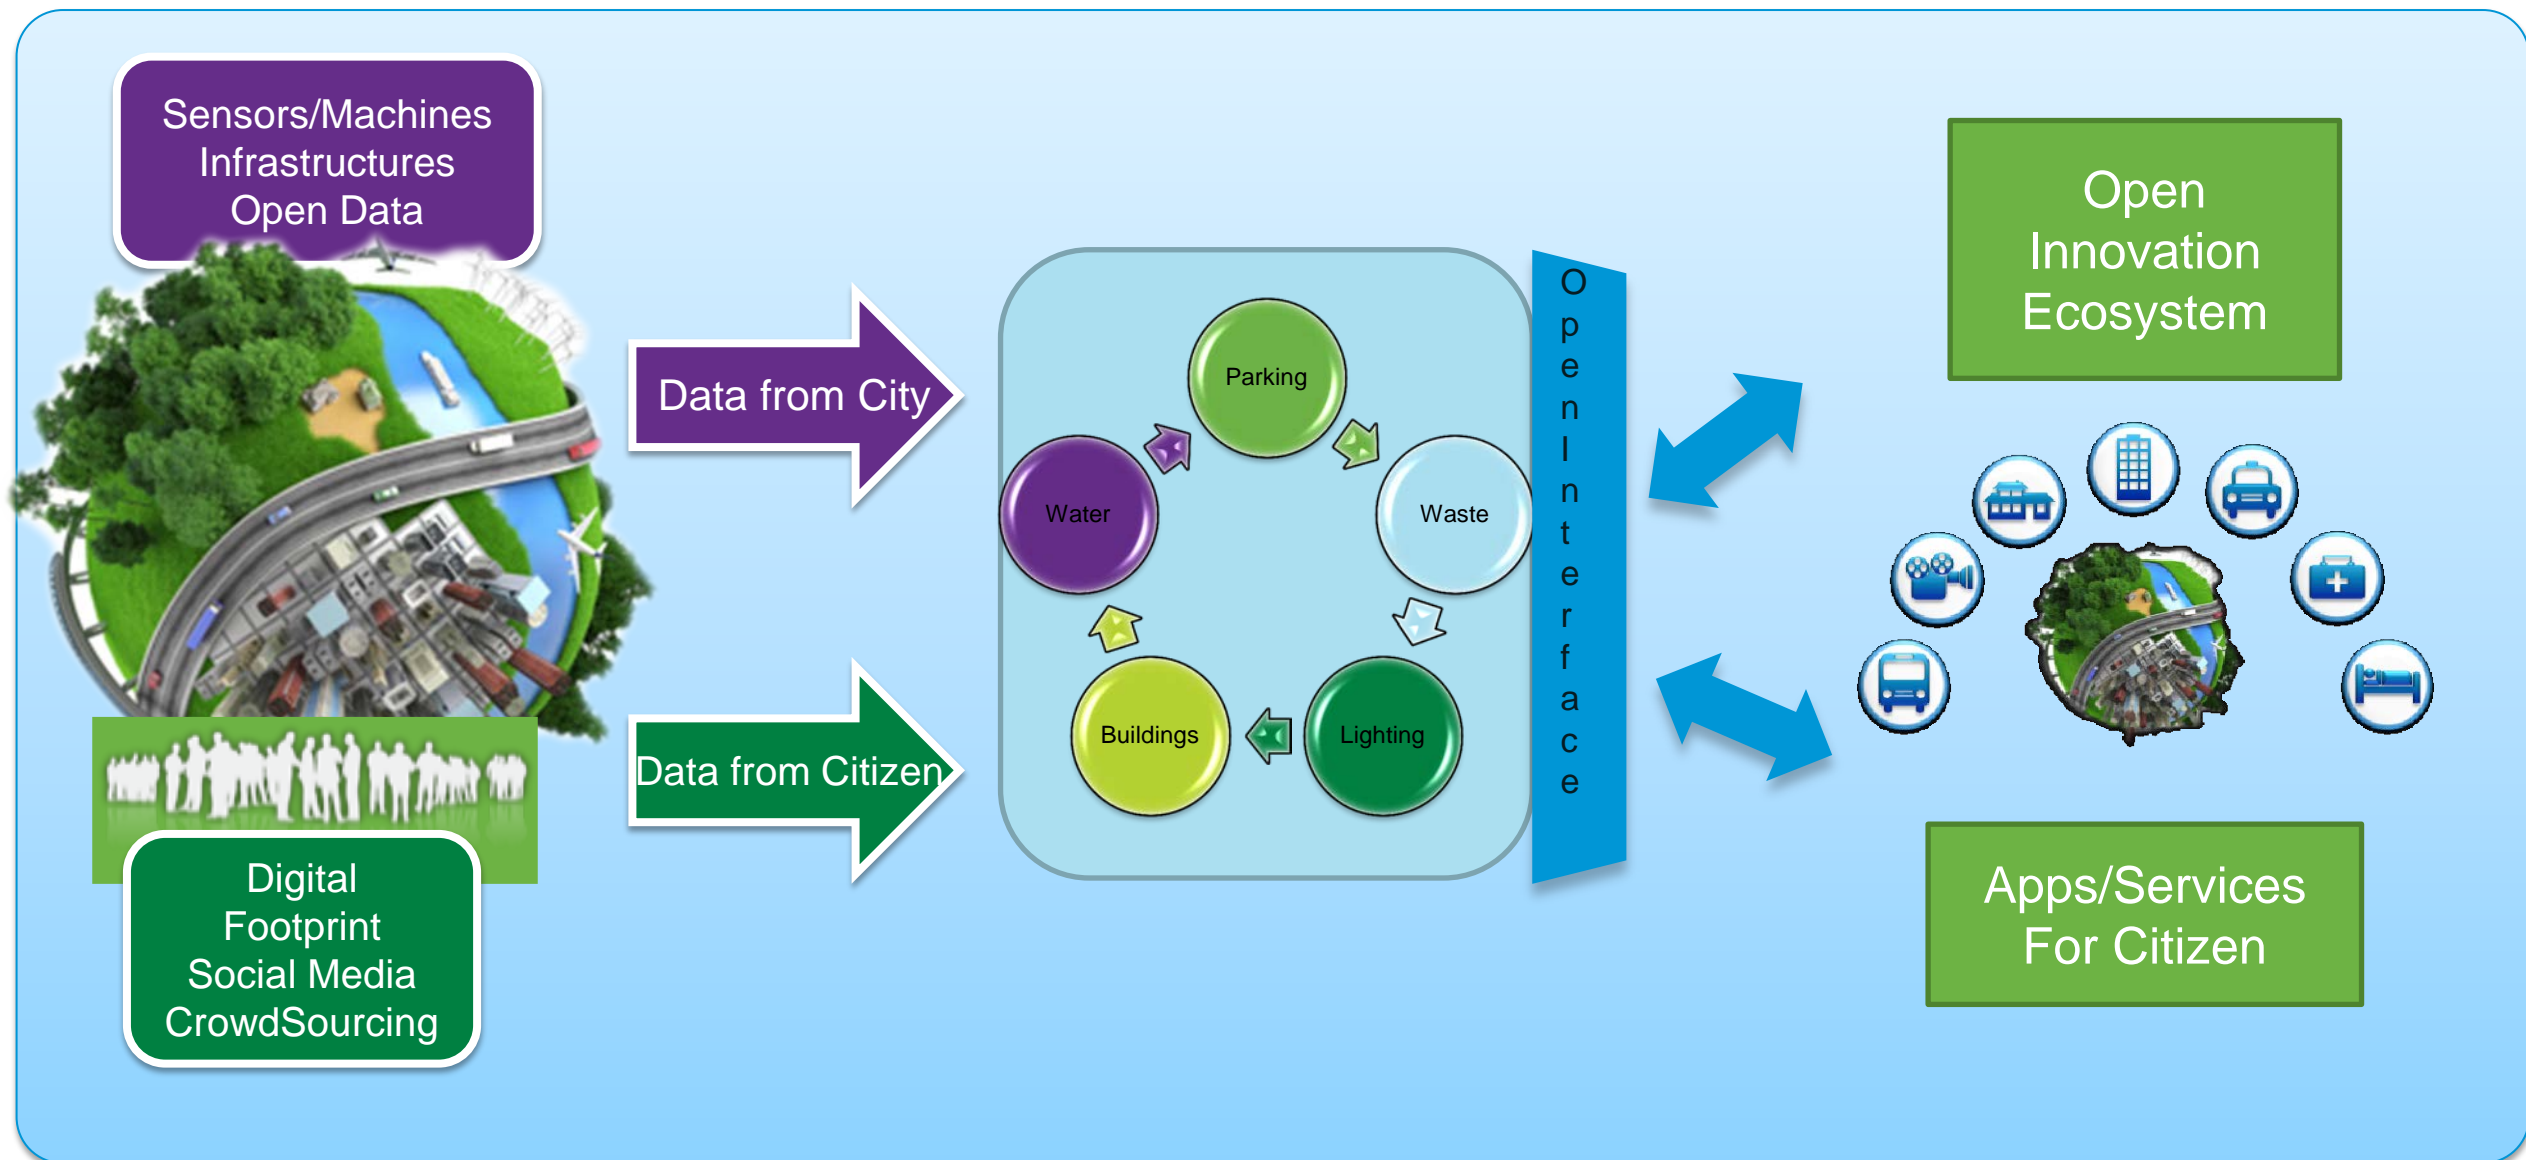 Sensors/Machines
Infrastructures
Open Data
Data from City
Data from Citizen
Digital
Footprint
Social Media
CrowdSourcing
Parking
Waste
Lighting
Buildings
Water
OpenInterface
Open
Innovation
Ecosystem
Apps/Services
For Citizen